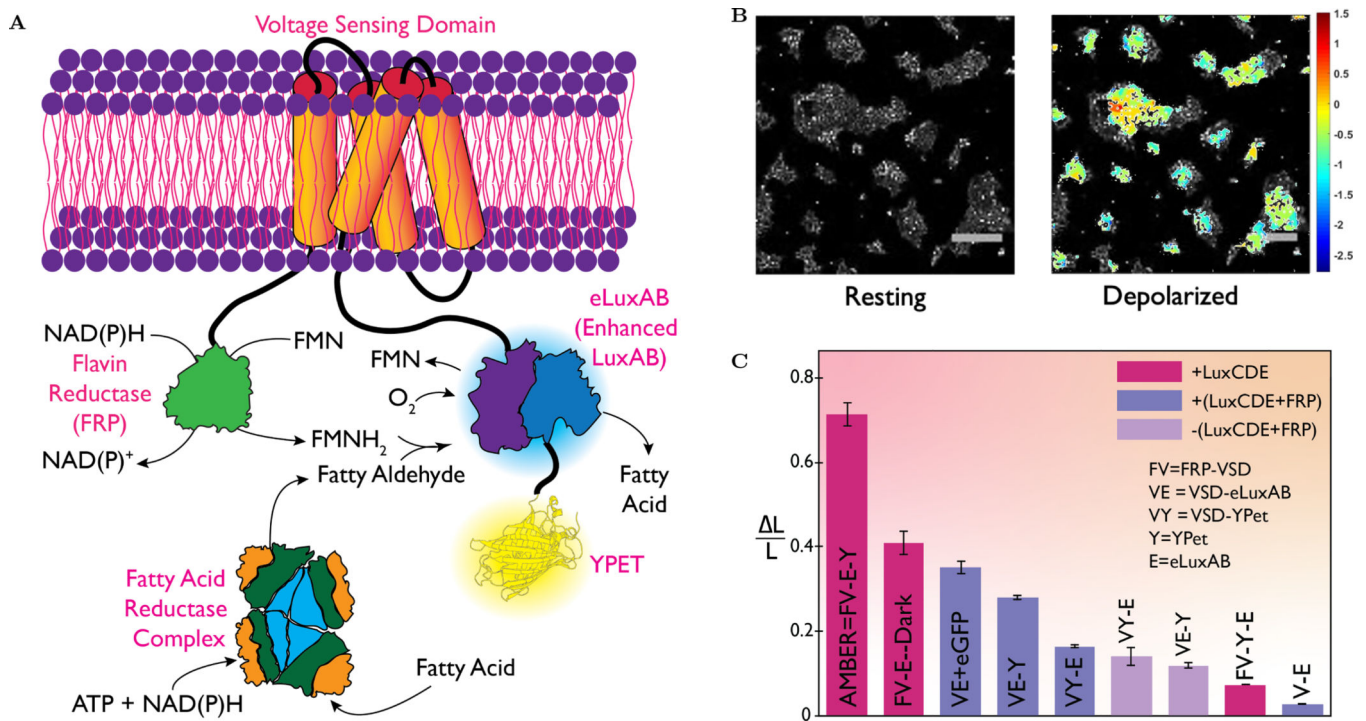 A
Voltage Sensing Domain
NAD(P)H
FMN
Flavin
Reductase
(FRP)
NAD(P)+
FMNH2
Fatty Aldehyde
FMN
O2
eLuxAB
(Enhanced
LuxAB)
Fatty
Acid
YPET
Fatty Acid
Reductase
Complex
ATP + NAD(P)H
Fatty Acid
B
Resting
Depolarized
1.5
1
0.5
0
-0.5
-1
-1.5
-2
-2.5
C
ΔL
L
0.8
0.6
0.4
0.2
0
+LuxCDE
+(LuxCDE+FRP)
-(LuxCDE+FRP)
FV=FRP-VSD
VE =VSD-eLuxAB
VY =VSD-YPet
Y=YPet
E=eLuxAB
AMBER=FV-E-Y
FV-E--Dark
VE+eGFP
VE-Y
VY-E
VY-E
VE-Y
FV-Y-E
V-E